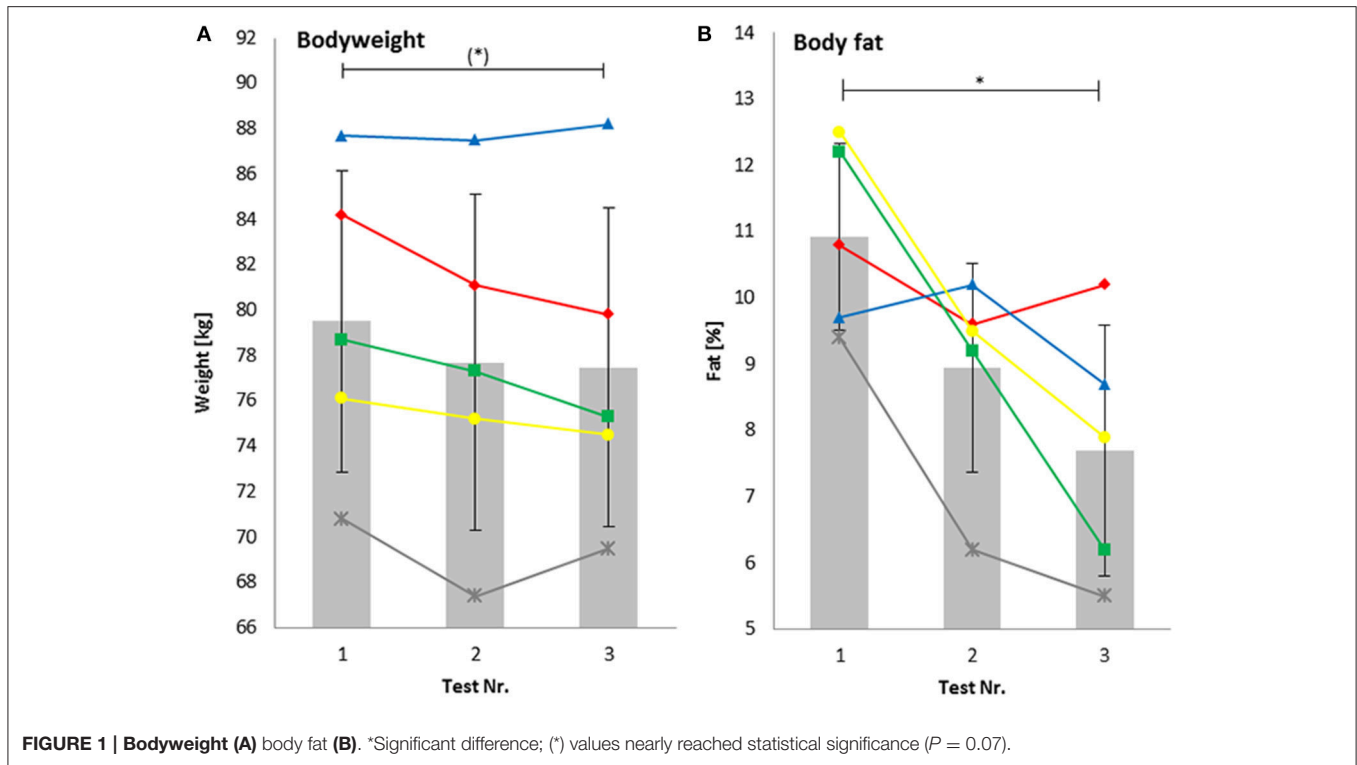 A
Bodyweight
(*)
92
90
88
86
84
82
80
78
76
74
72
70
68
66
Weight [kg]
1 2 3
Test Nr.
B
Body fat
*
14
13
12
11
10
9
8
7
6
5
Fat [%]
1 2 3
Test Nr.
FIGURE 1 | Bodyweight (A) body fat (B). *Significant difference; (*) values nearly reached statistical significance (P = 0.07).